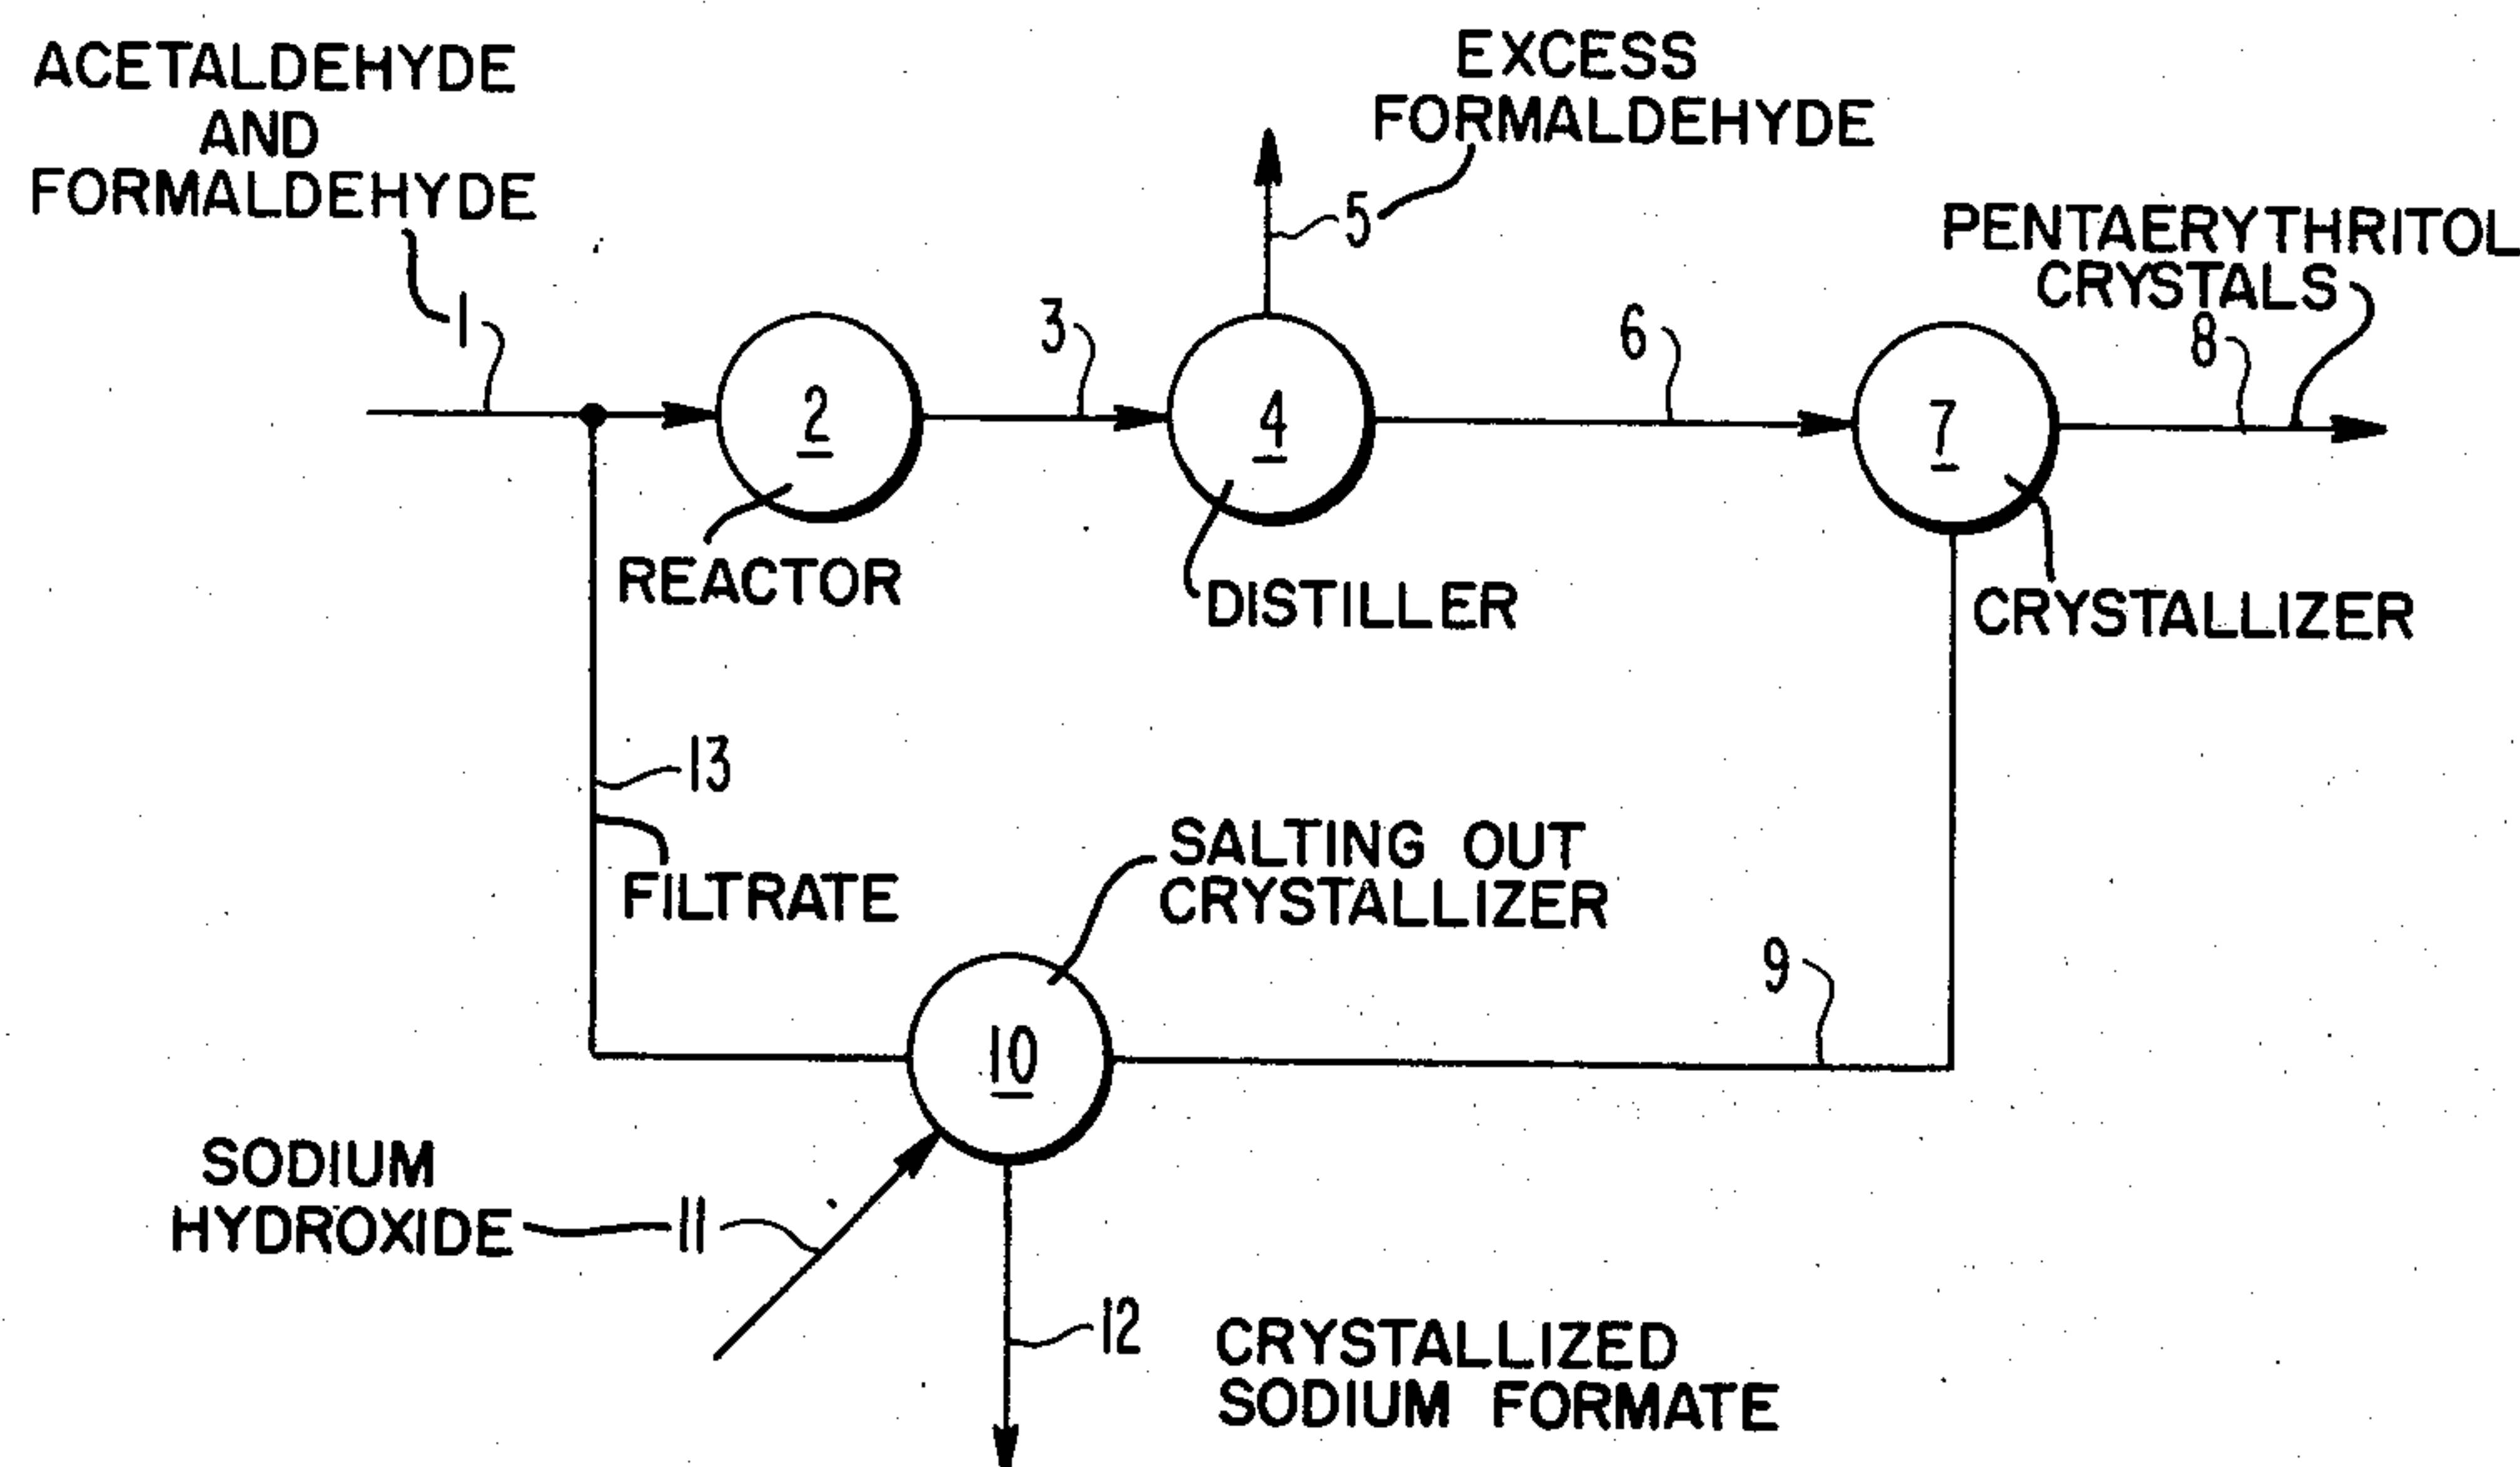 ACETALDEHYDE
AND
FORMALDEHYDE
1
EXCESS
FORMALDEHYDE
5
PENTAERYTHRITOL
CRYSTALS
8
3
6
2
4
7
REACTOR
DISTILLER
CRYSTALLIZER
13
FILTRATE
SALTING OUT
CRYSTALLIZER
9
10
SODIUM
HYDROXIDE
11
12
CRYSTALLIZED
SODIUM FORMATE